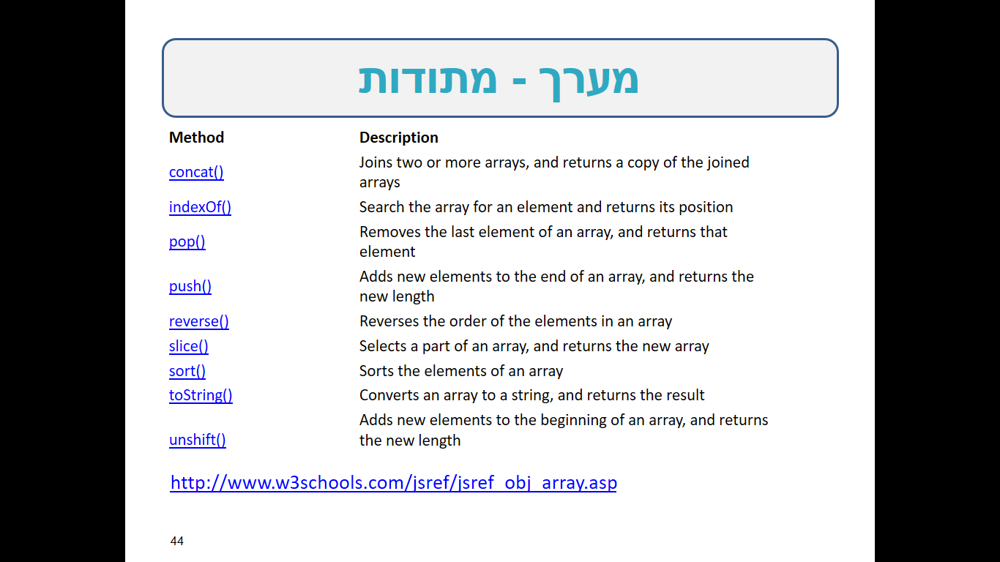 מערך - מתודות
Method Description
concat() Joins two or more arrays, and returns a copy of the joined
arrays
indexOf() Search the array for an element and returns its position
pop() Removes the last element of an array, and returns that
element
push() Adds new elements to the end of an array, and returns the
new length
reverse() Reverses the order of the elements in an array
slice() Selects a part of an array, and returns the new array
sort() Sorts the elements of an array
toString() Converts an array to a string, and returns the result
unshift() Adds new elements to the beginning of an array, and returns
the new length
http://www.w3schools.com/jsref/jsref_obj_array.asp
44